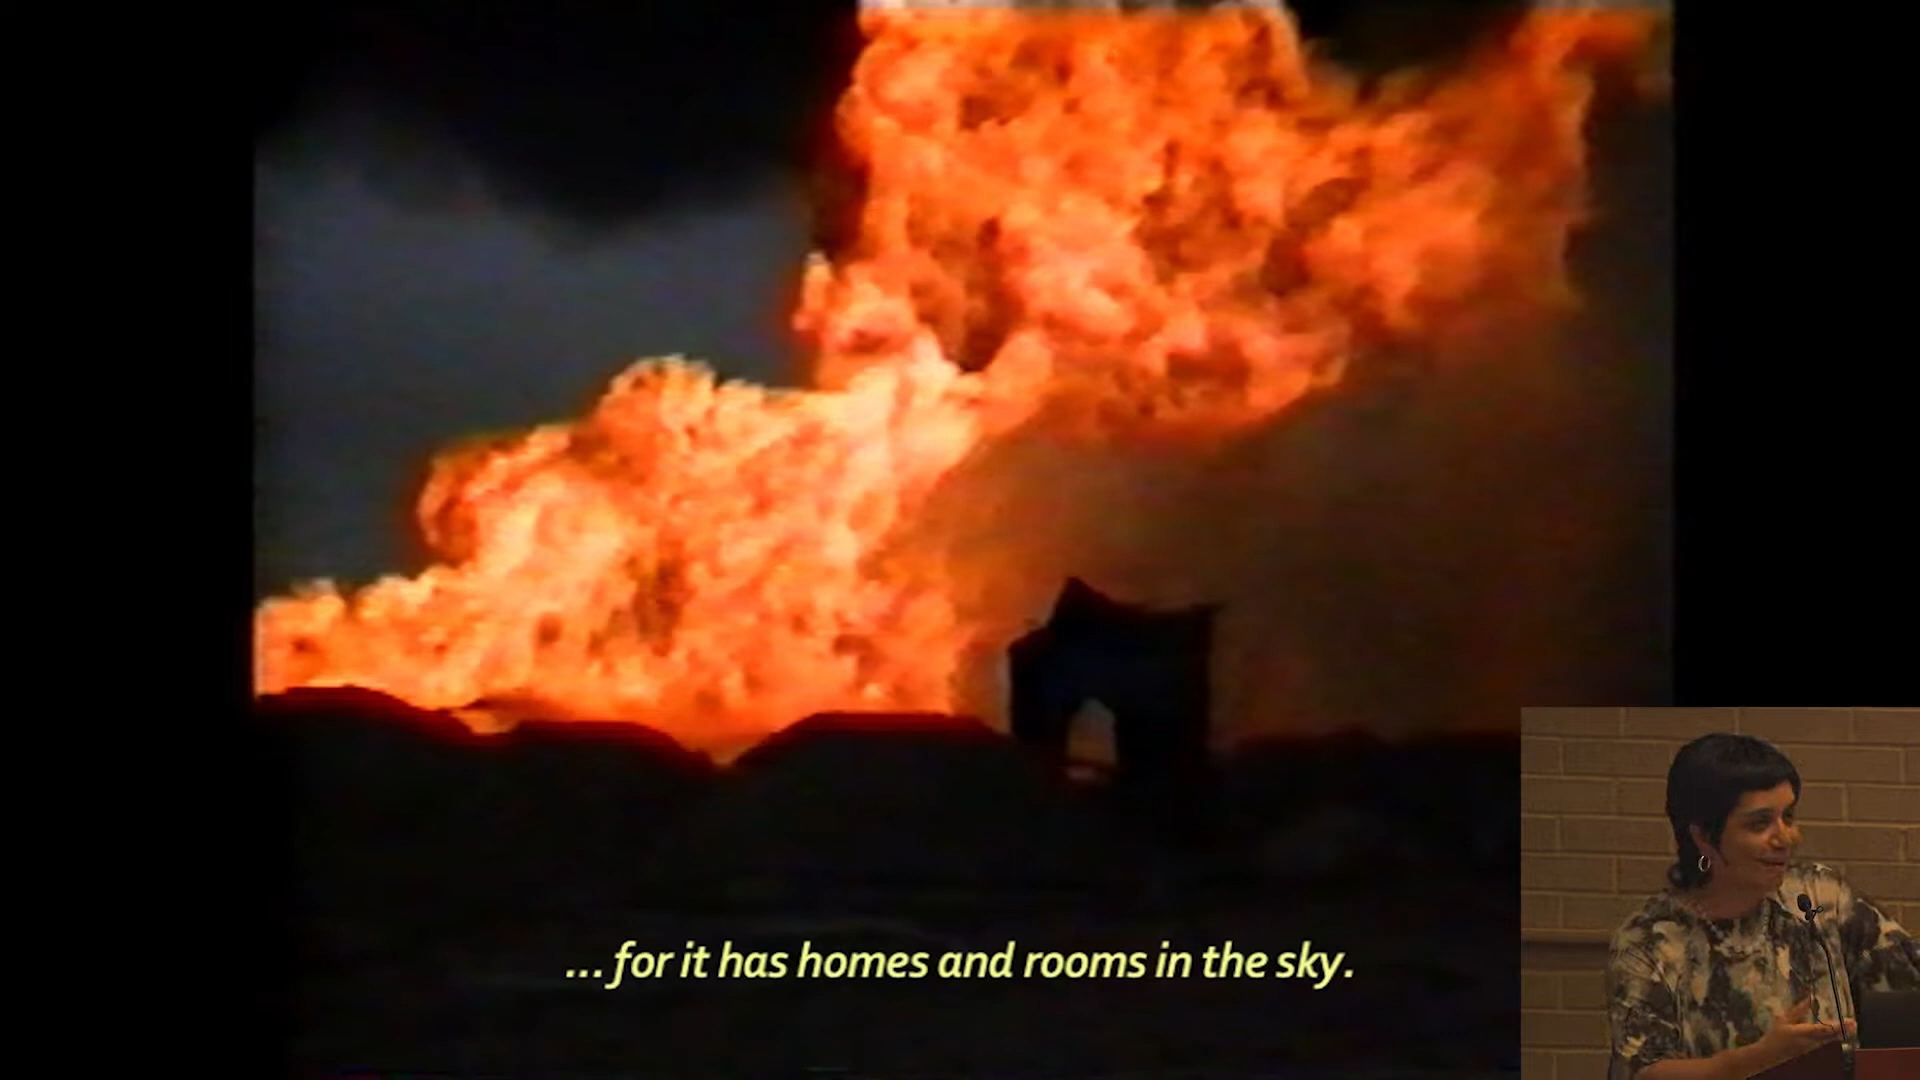 ... for it has homes and rooms in the sky.